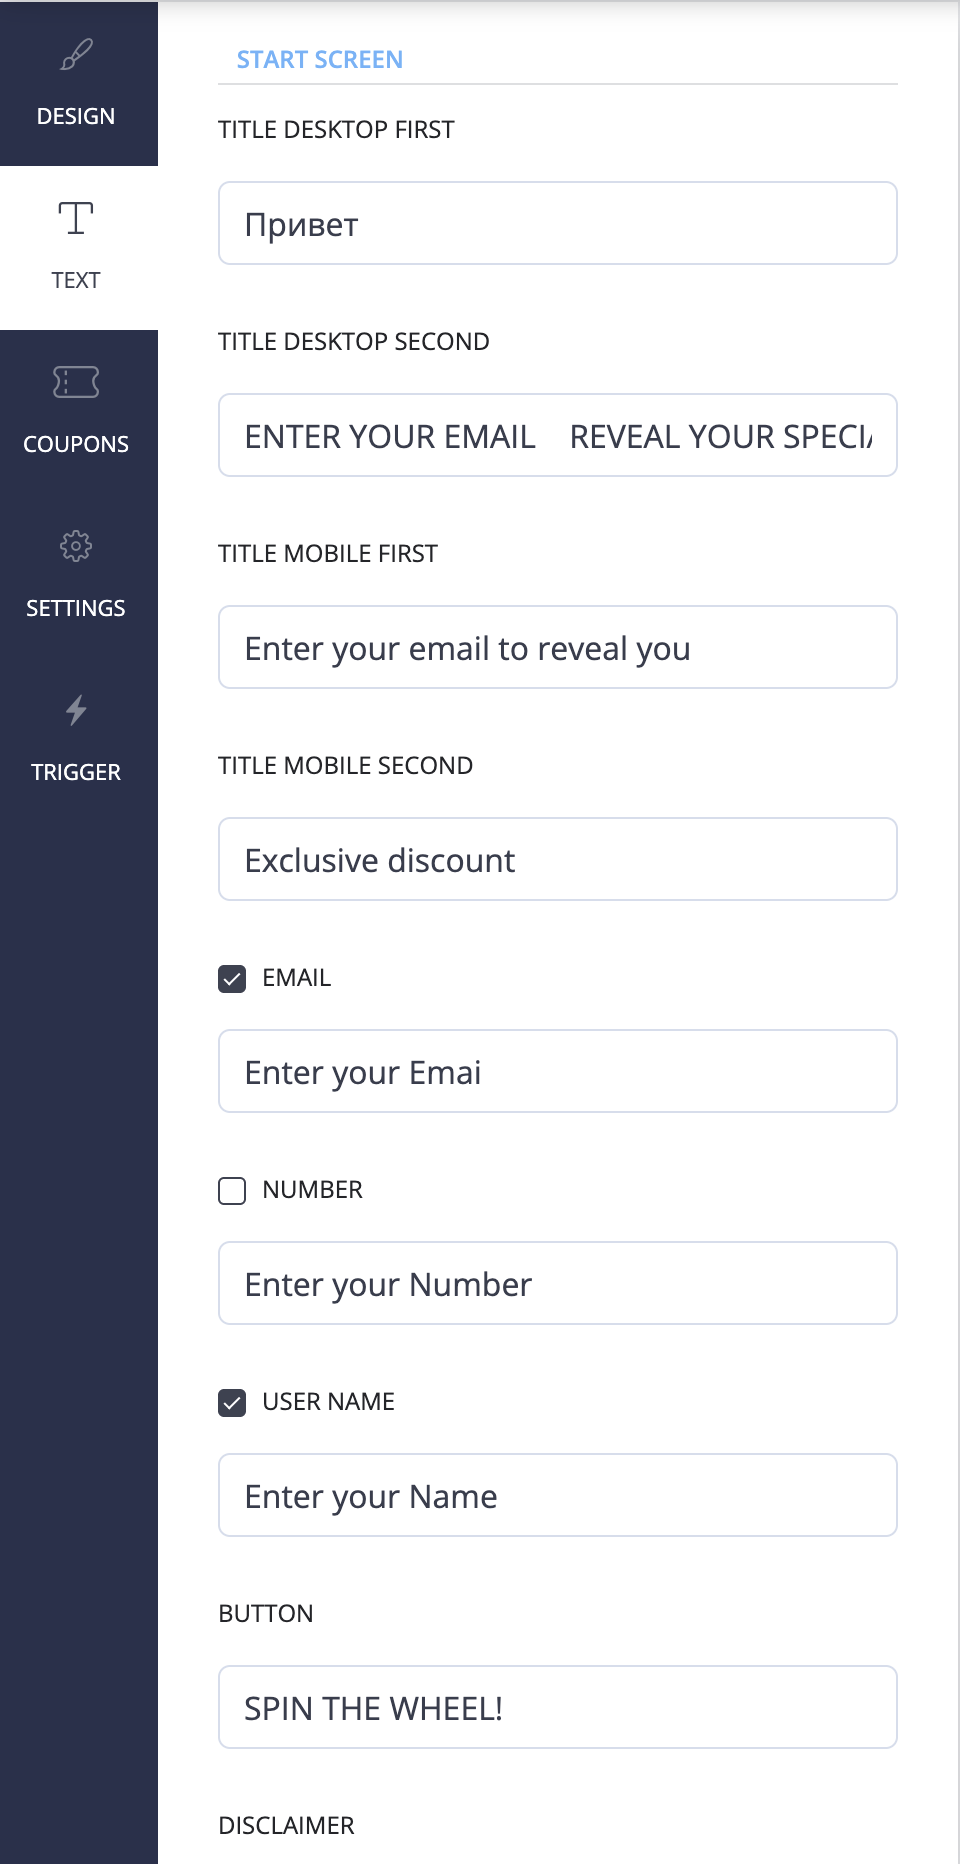 DESIGN
TEXT
COUPONS
SETTINGS
TRIGGER
START SCREEN
TITLE DESKTOP FIRST
Привет
TITLE DESKTOP SECOND
ENTER YOUR EMAIL REVEAL YOUR
TITLE MOBILE FIRST
Enter your email to reveal you
TITLE MOBILE SECOND
Exclusive discount
EMAIL
Enter your Emai
NUMBER
Enter your Number
USER NAME
Enter your Name
BUTTON
SPIN THE WHEEL!
DISCLAIMER